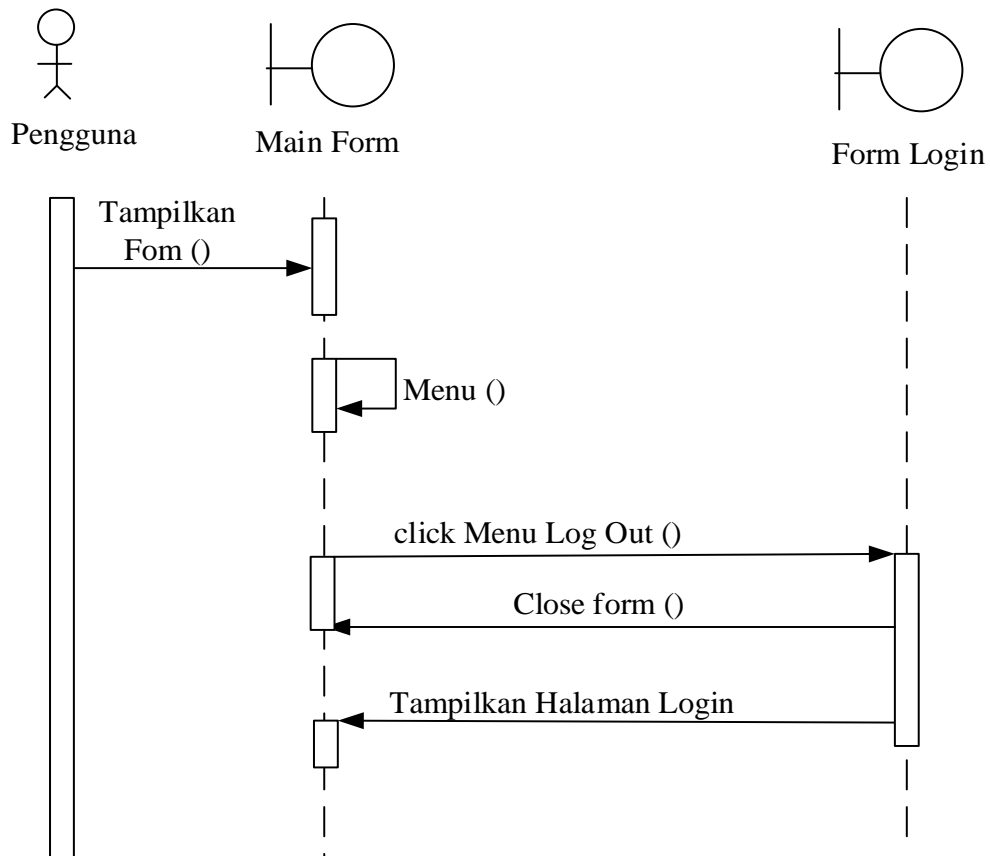 Pengguna
Main Form
Form Login
Tampilkan
Fom ()
Menu ()
click Menu Log Out ()
Close form ()
Tampilkan Halaman Login